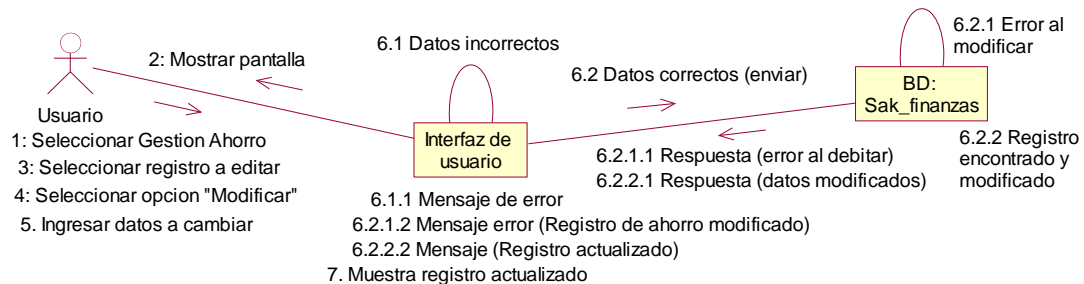 6.1 Datos incorrectos
6.2.1 Error al
modificar
2: Mostrar pantalla
6.2 Datos correctos (enviar)
BD:
Sak_finanzas
Usuario
1: Seleccionar Gestion Ahorro
3: Seleccionar registro a editar
4: Seleccionar opcion "Modificar"
5. Ingresar datos a cambiar
Interfaz de
usuario
6.2.1.1 Respuesta (error al debitar)
6.2.2.1 Respuesta (datos modificados)
6.2.2 Registro
encontrado y
modificado
6.1.1 Mensaje de error
6.2.1.2 Mensaje error (Registro de ahorro modificado)
6.2.2.2 Mensaje (Registro actualizado)
7. Muestra registro actualizado